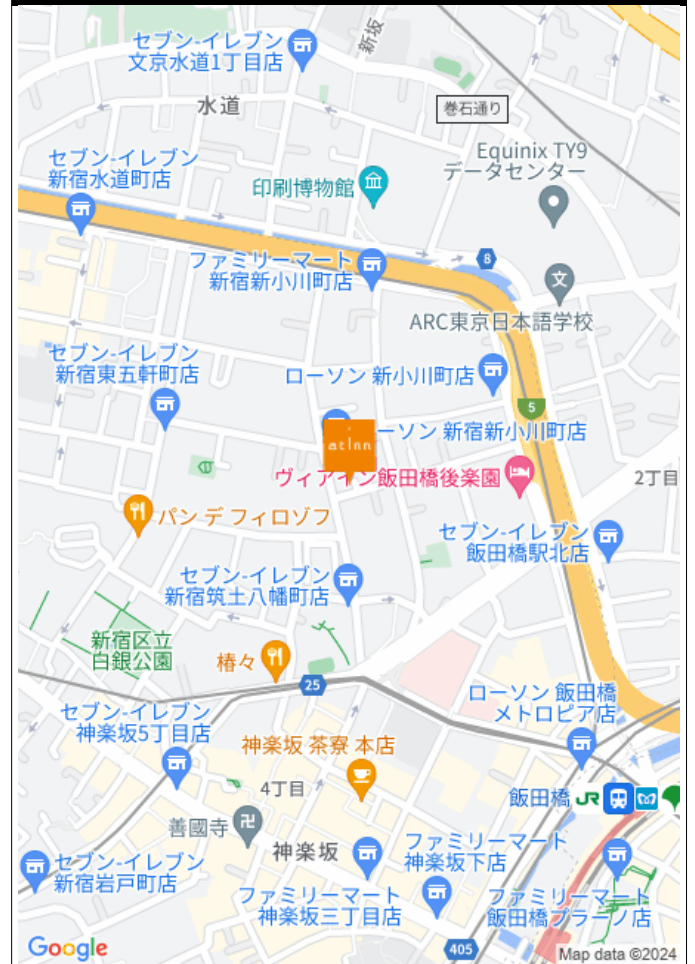 セブン-イレブン
文京水道1丁目店
新坂
水道
巻石通り
Equinix TY9
データセンター
セブン-イレブン
新宿水道町店
印刷博物館
8
ファミリーマート
新宿新小川町店
ARC東京日本語学校
セブン-イレブン
新宿東五軒町店
ローソン 新小川町店
5
at inn
ーソン 新宿新小川町店
ヴィアイン飯田橋後楽園
2丁目
パン デ フィロゾフ
セブン-イレブン
飯田橋駅北店
セブン-イレブン
新宿筑土八幡町店
新宿区立
白銀公園
椿々
25
セブン-イレブン
神楽坂5丁目店
ローソン 飯田橋
メトロピア店
神楽坂 茶寮 本店
4丁目
飯田橋 JR
善國寺
神楽坂
ファミリーマート
神楽坂下店
セブン-イレブン
新宿岩戸町店
ファミリーマート
神楽坂三丁目店
ファミリーマート
飯田橋プラーノ店
405
Google
Map data ©2024